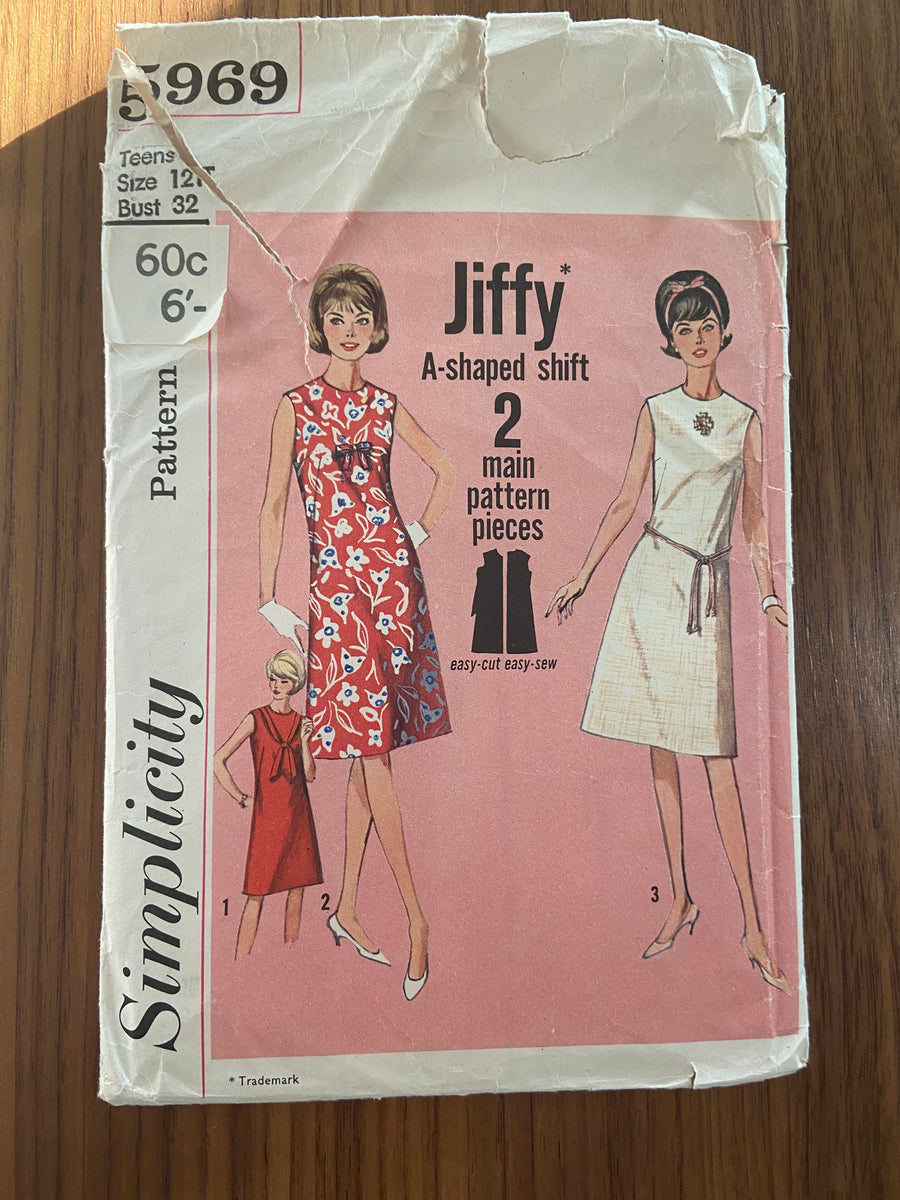 5969
Teens
Size 12TT
Bust 32
60c
6'-
Simplicity Pattern
Jiffy*
A-shaped shift
2
main
pattern
pieces
easy-cut easy-sew
1
2
3
* Trademark